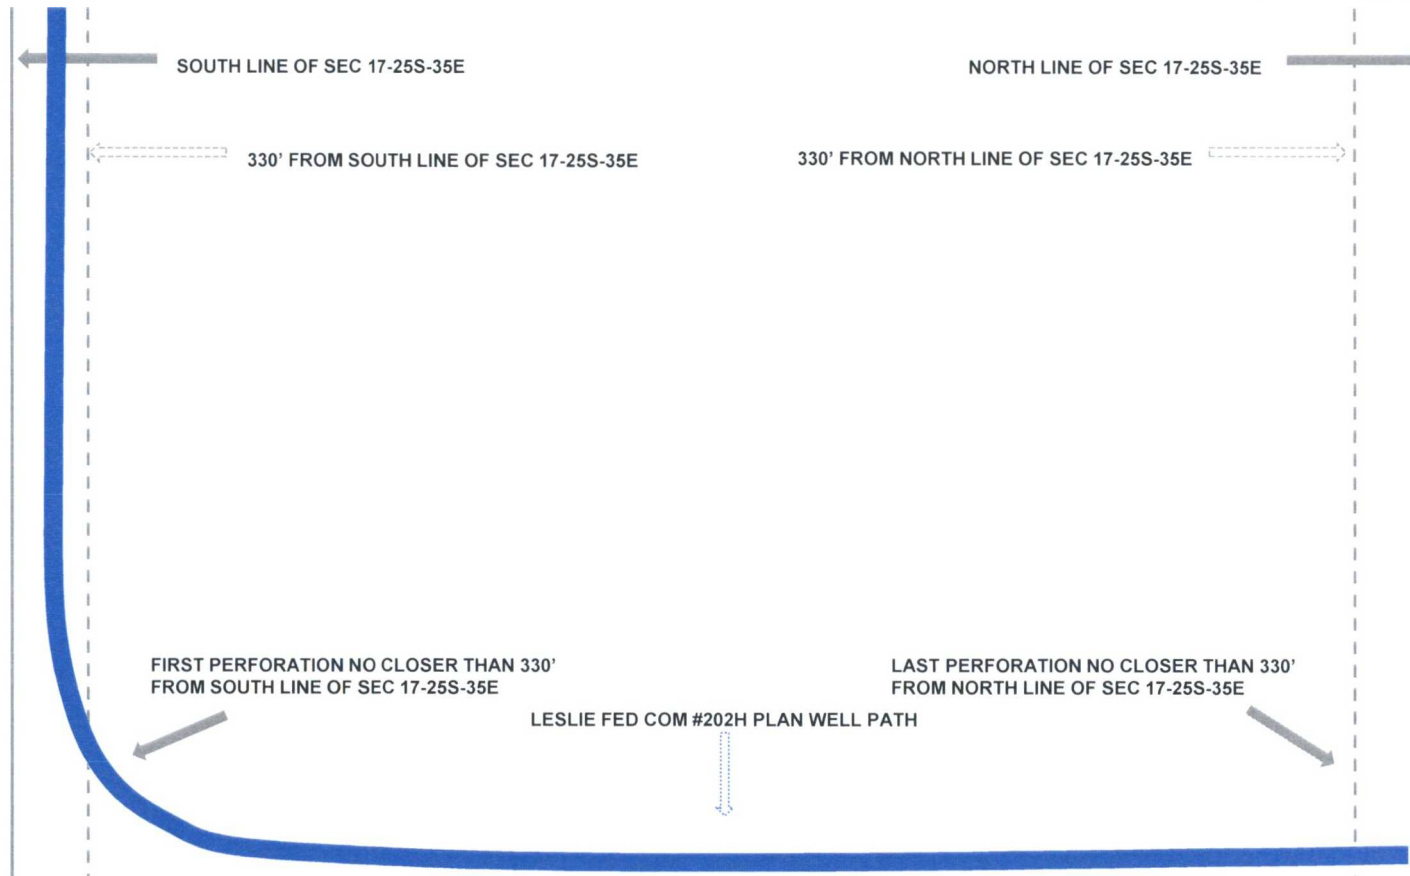 SOUTH LINE OF SEC 17-25S-35E
NORTH LINE OF SEC 17-25S-35E
330' FROM SOUTH LINE OF SEC 17-25S-35E
330' FROM NORTH LINE OF SEC 17-25S-35E
FIRST PERFORATION NO CLOSER THAN 330'
FROM SOUTH LINE OF SEC 17-25S-35E
LAST PERFORATION NO CLOSER THAN 330'
FROM NORTH LINE OF SEC 17-25S-35E
LESLIE FED COM #202H PLAN WELL PATH